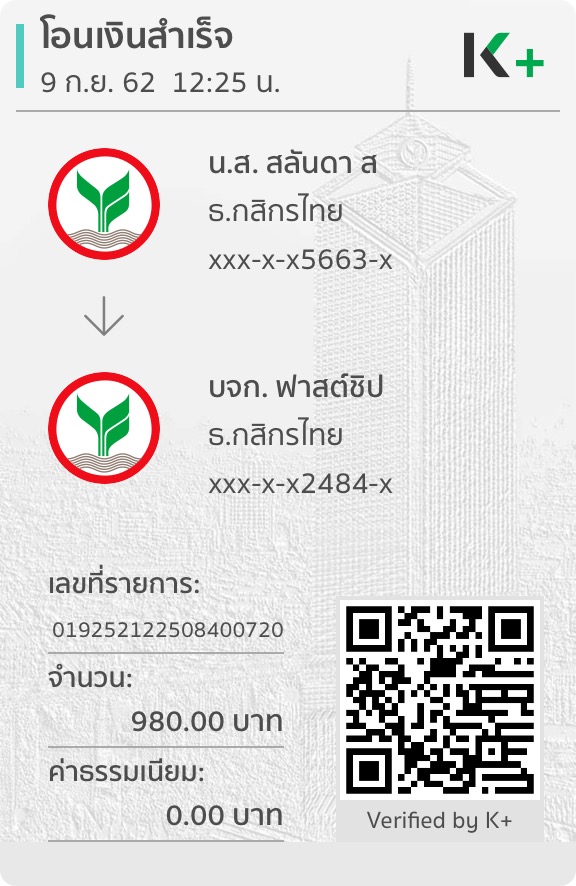 โอนเงินสำเร็จ
9 ก.ย. 62 12:25 น.
K+
น.ส. สลันดา ส
ธ.กสิกรไทย
xxx-x-x5663-x
บจก. ฟาสต์ชิป
ธ.กสิกรไทย
xxx-x-x2484-x
เลขที่รายการ:
019252122508400720
จำนวน:
980.00 บาท
ค่าธรรมเนียม:
0.00 บาท
Verified by K+